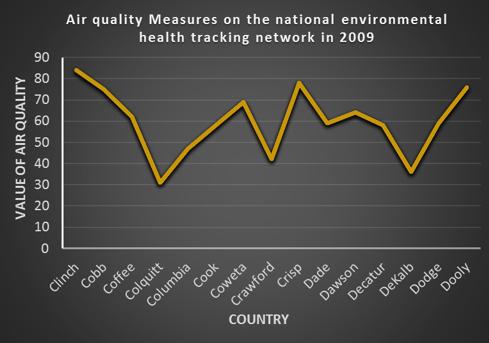 Air quality Measures on the national environmental
health tracking network in 2009
VALUE OF AIR QUALITY
90
80
70
60
50
40
30
20
10
0
Clinch
Cobb
Coffee
Colquitt
Columbia
Cook
Coweta
Crawford
Crisp
Dade
Dawson
Decatur
DeKalb
Dodge
Dooly
COUNTRY